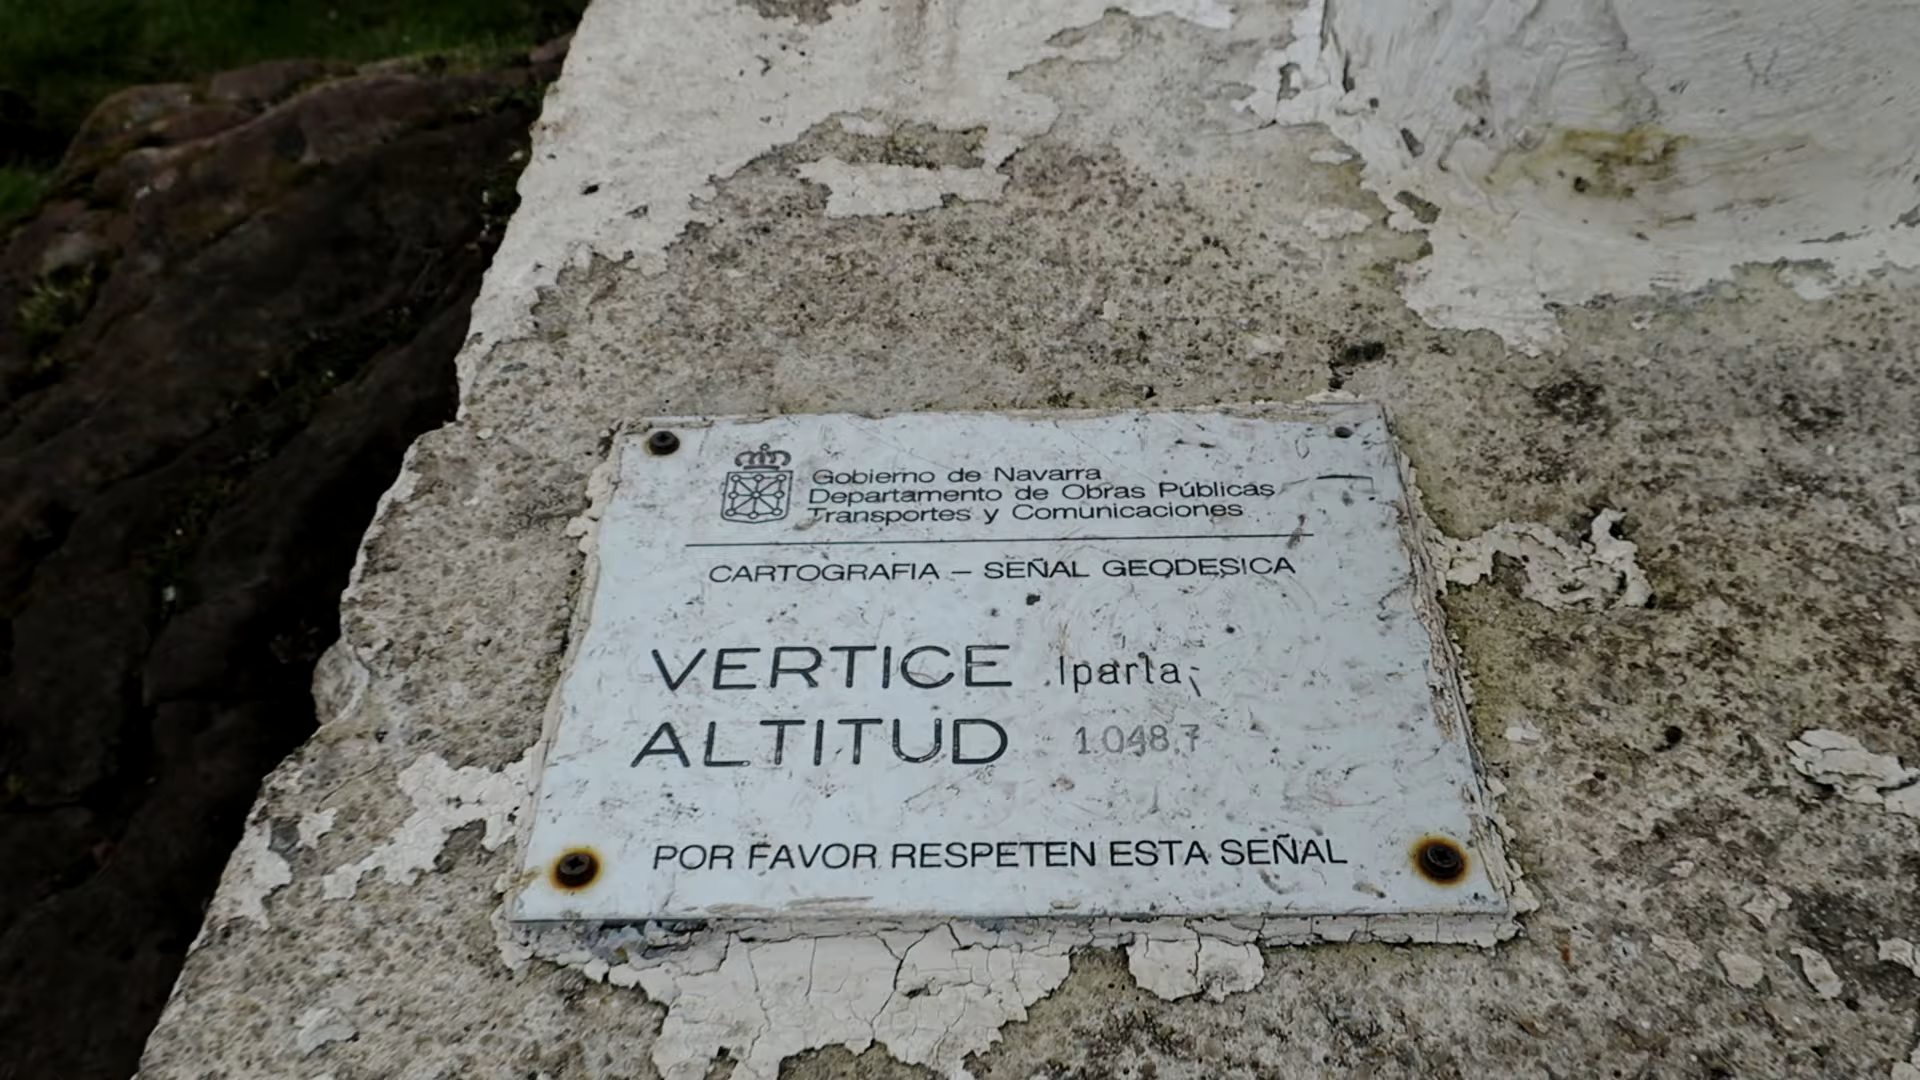 Gobierno de Navarra
Departamento de Obras Públicas
Transportes y Comunicaciones
CARTOGRAFIA – SEÑAL GEODESICA
VERTICE Iparla
ALTITUD 1.048,7
POR FAVOR RESPETEN ESTA SEÑAL